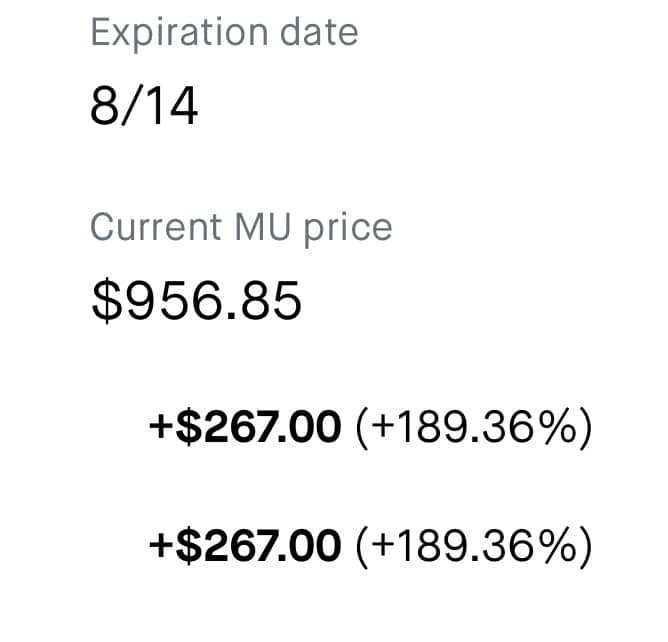 Expiration date
8/14
Current MU price
$956.85
+$267.00 (+189.36%)
+$267.00 (+189.36%)